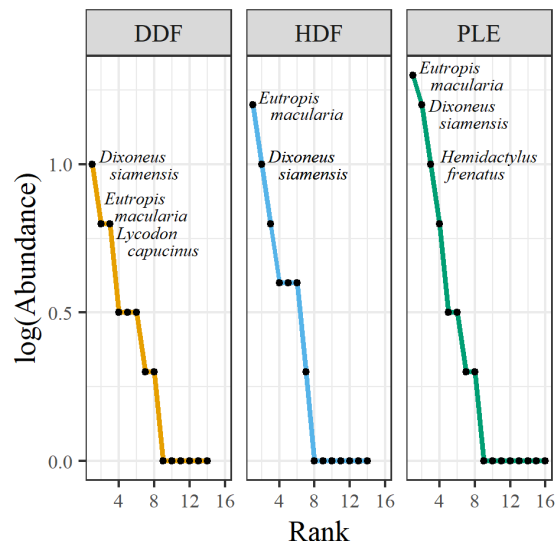 DDF HDF PLE
Eutropis
macularia
Dixoneus
siamensis
Hemidactylus
frenatus
Eutropis
macularia
Dixoneus
siamensis
Dixoneus
siamensis
Eutropis
macularia
Lycodon
capucinus
log(Abundance)
1.0
0.5
0.0
4 8 12 16 4 8 12 16 4 8 12 16
Rank